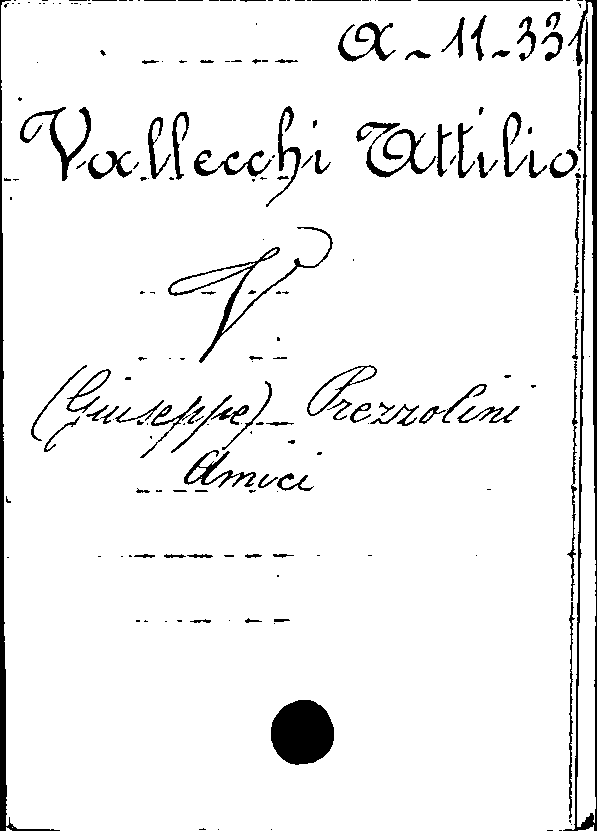 A-11-331
Vallecchi Attilio
V
(Giuseppe) Prezzolini
Amici